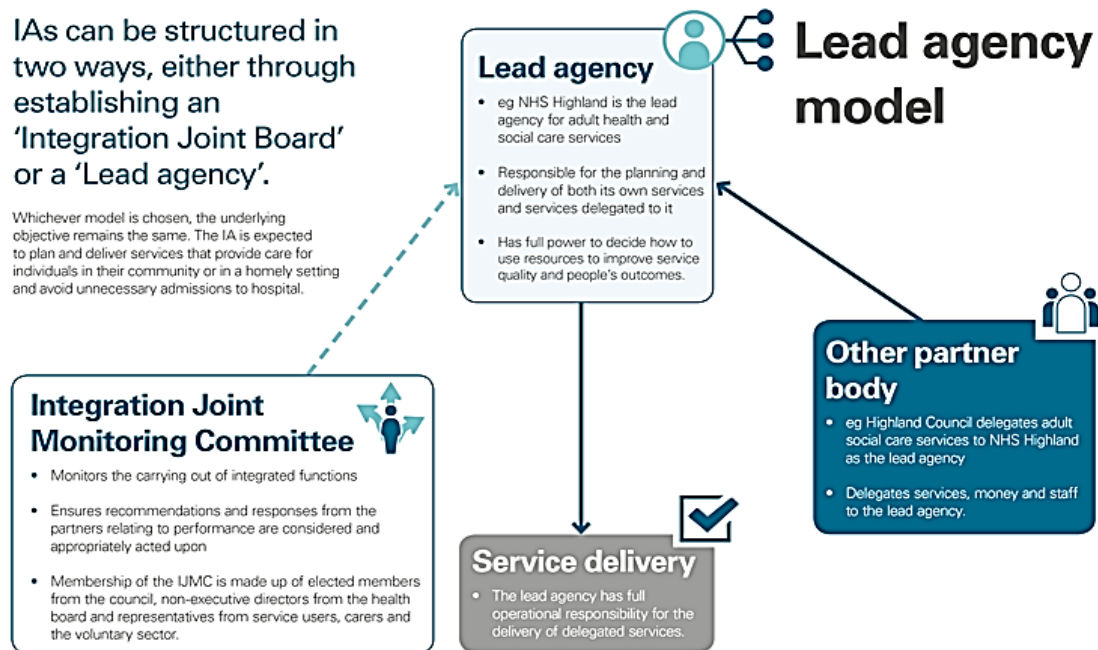 IAs can be structured in
two ways, either through
establishing an
‘Integration Joint Board’
or a ‘Lead agency’.
Whichever model is chosen, the underlying
objective remains the same. The IA is expected
to plan and deliver services that provide care for
individuals in their community or in a homely setting
and avoid unnecessary admissions to hospital.
Lead agency
model
Lead agency
• eg NHS Highland is the lead
agency for adult health and
social care services
• Responsible for the planning and
delivery of both its own services
and services delegated to it
• Has full power to decide how to
use resources to improve service
quality and people’s outcomes.
Other partner
body
• eg Highland Council delegates adult
social care services to NHS Highland
as the lead agency
• Delegates services, money and staff
to the lead agency.
Integration Joint
Monitoring Committee
• Monitors the carrying out of integrated functions
• Ensures recommendations and responses from the
partners relating to performance are considered and
appropriately acted upon
• Membership of the IJMC is made up of elected members
from the council, non-executive directors from the health
board and representatives from service users, carers and
the voluntary sector.
Service delivery
• The lead agency has full
operational responsibility for the
delivery of delegated services.